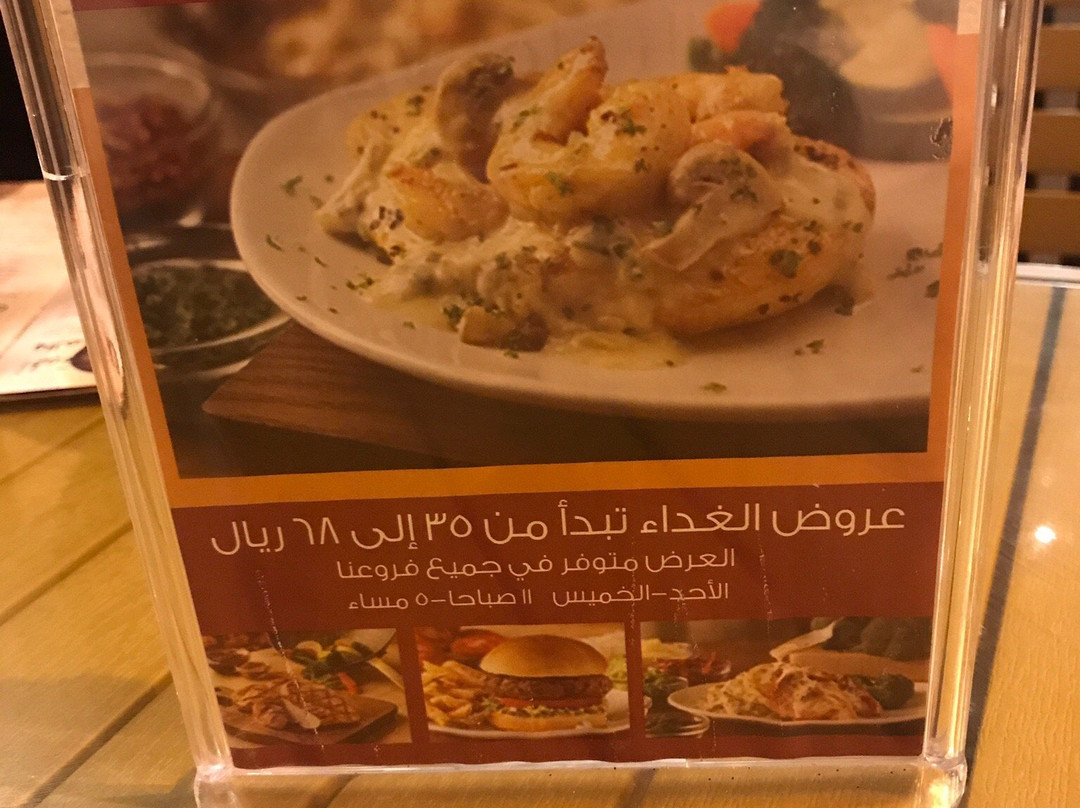 عروض الغداء تبدأ من ٣٥ إلى ٦٨ ريال
العرض متوفر في جميع فروعنا
الأحد-الخميس ١١ صباحا-٥ مساء